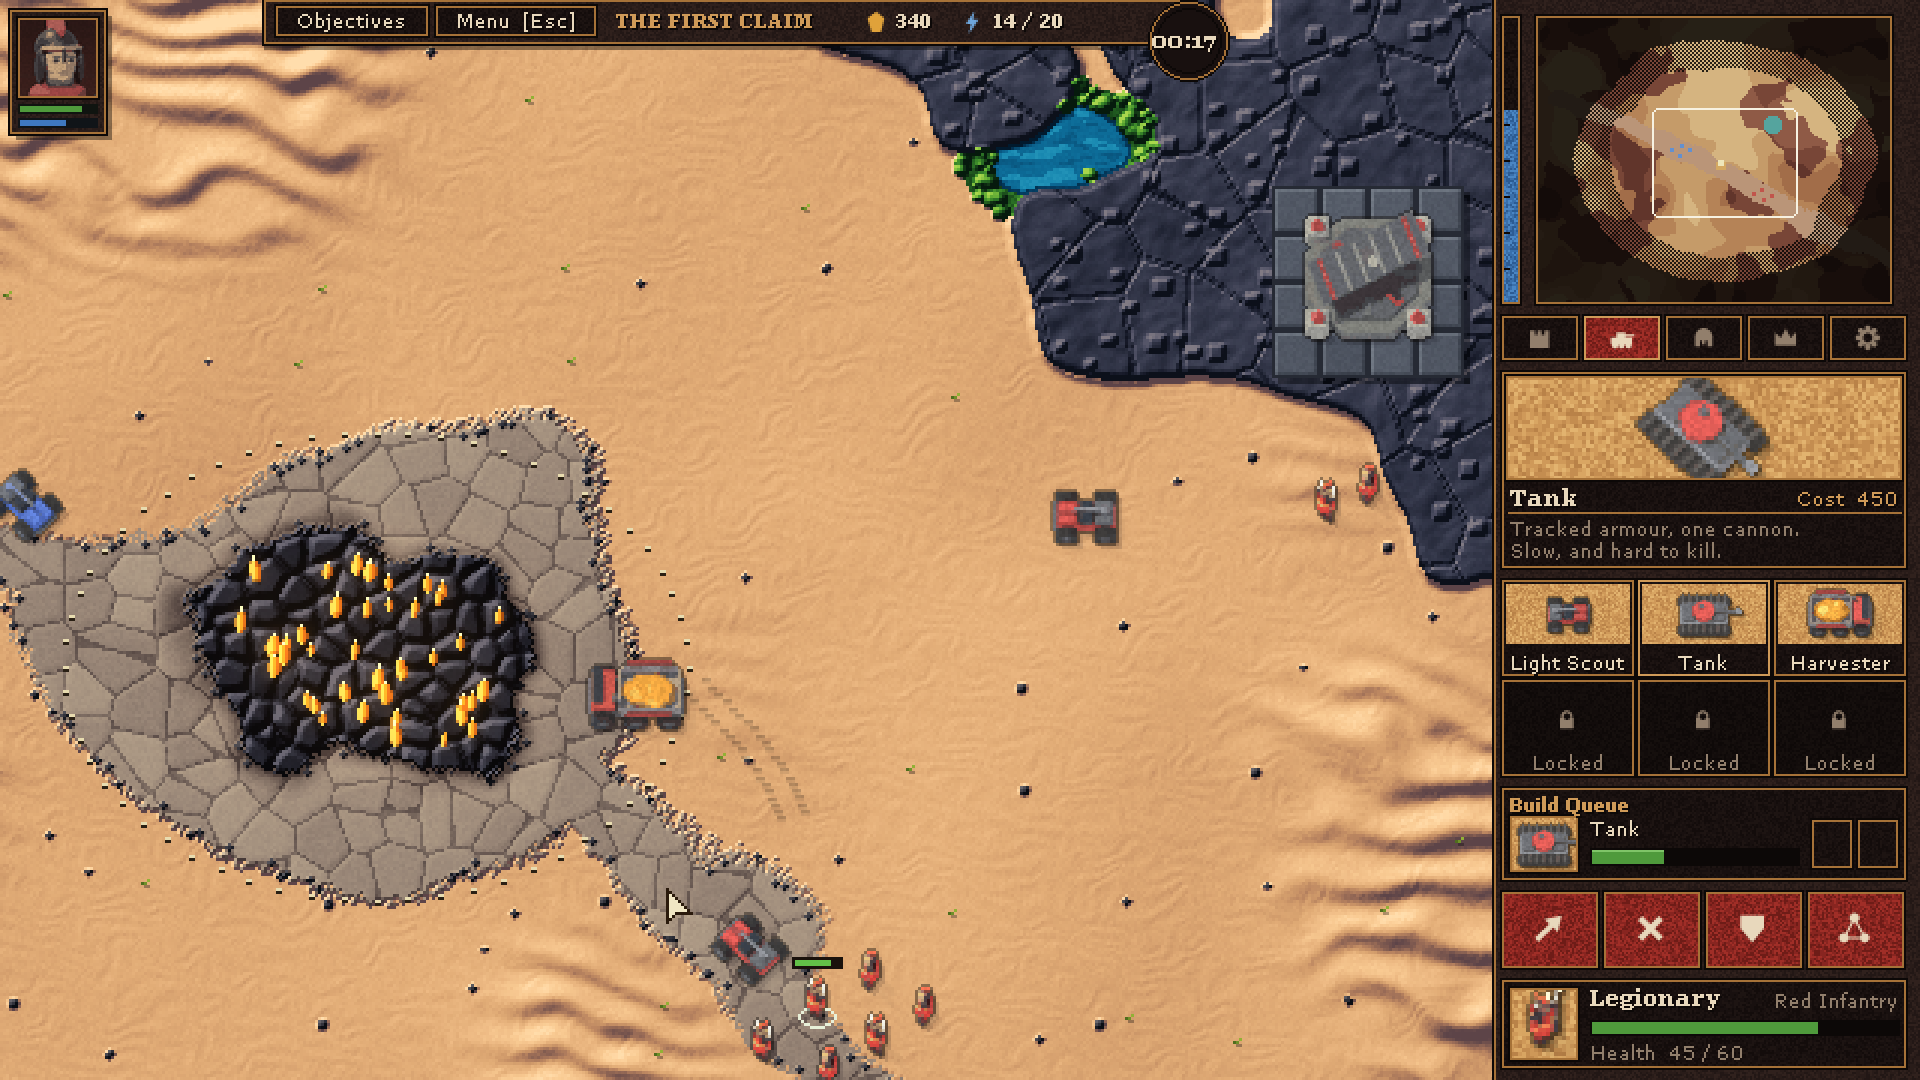 Objectives
Menu [Esc]
THE FIRST CLAIM
340
14 / 20
00:17
Tank
Cost 450
Tracked armour, one cannon.
Slow, and hard to kill.
Light Scout
Tank
Harvester
Locked
Locked
Locked
Build Queue
Tank
Legionary
Red Infantry
Health 45 / 60